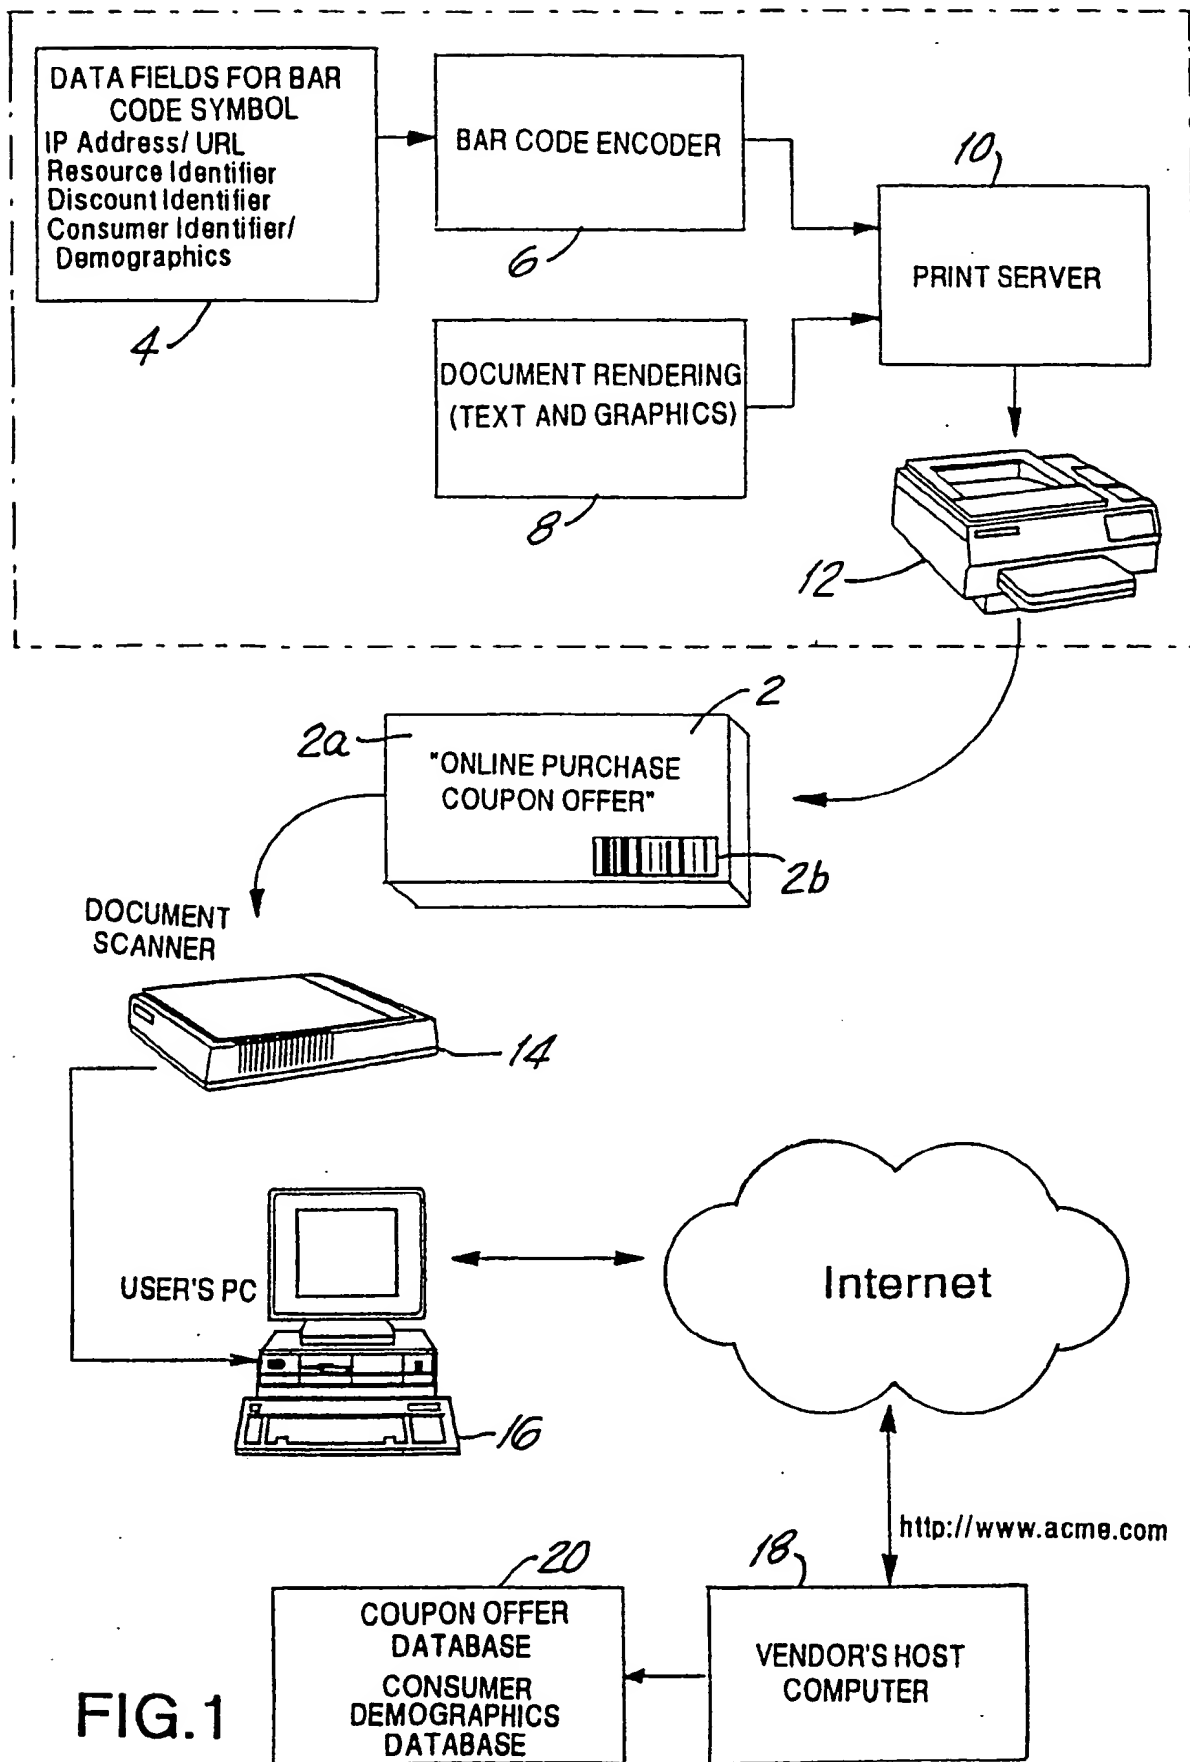 DATA FIELDS FOR BAR
CODE SYMBOL
IP Address/ URL
Resource Identifier
Discount Identifier
Consumer Identifier/
Demographics
4
BAR CODE ENCODER
6
10
PRINT SERVER
DOCUMENT RENDERING
(TEXT AND GRAPHICS)
8
12
2
2a
"ONLINE PURCHASE
COUPON OFFER"
2b
DOCUMENT
SCANNER
14
USER'S PC
Internet
16
http://www.acme.com
20
18
COUPON OFFER
DATABASE
CONSUMER
DEMOGRAPHICS
DATABASE
VENDOR'S HOST
COMPUTER
FIG.1